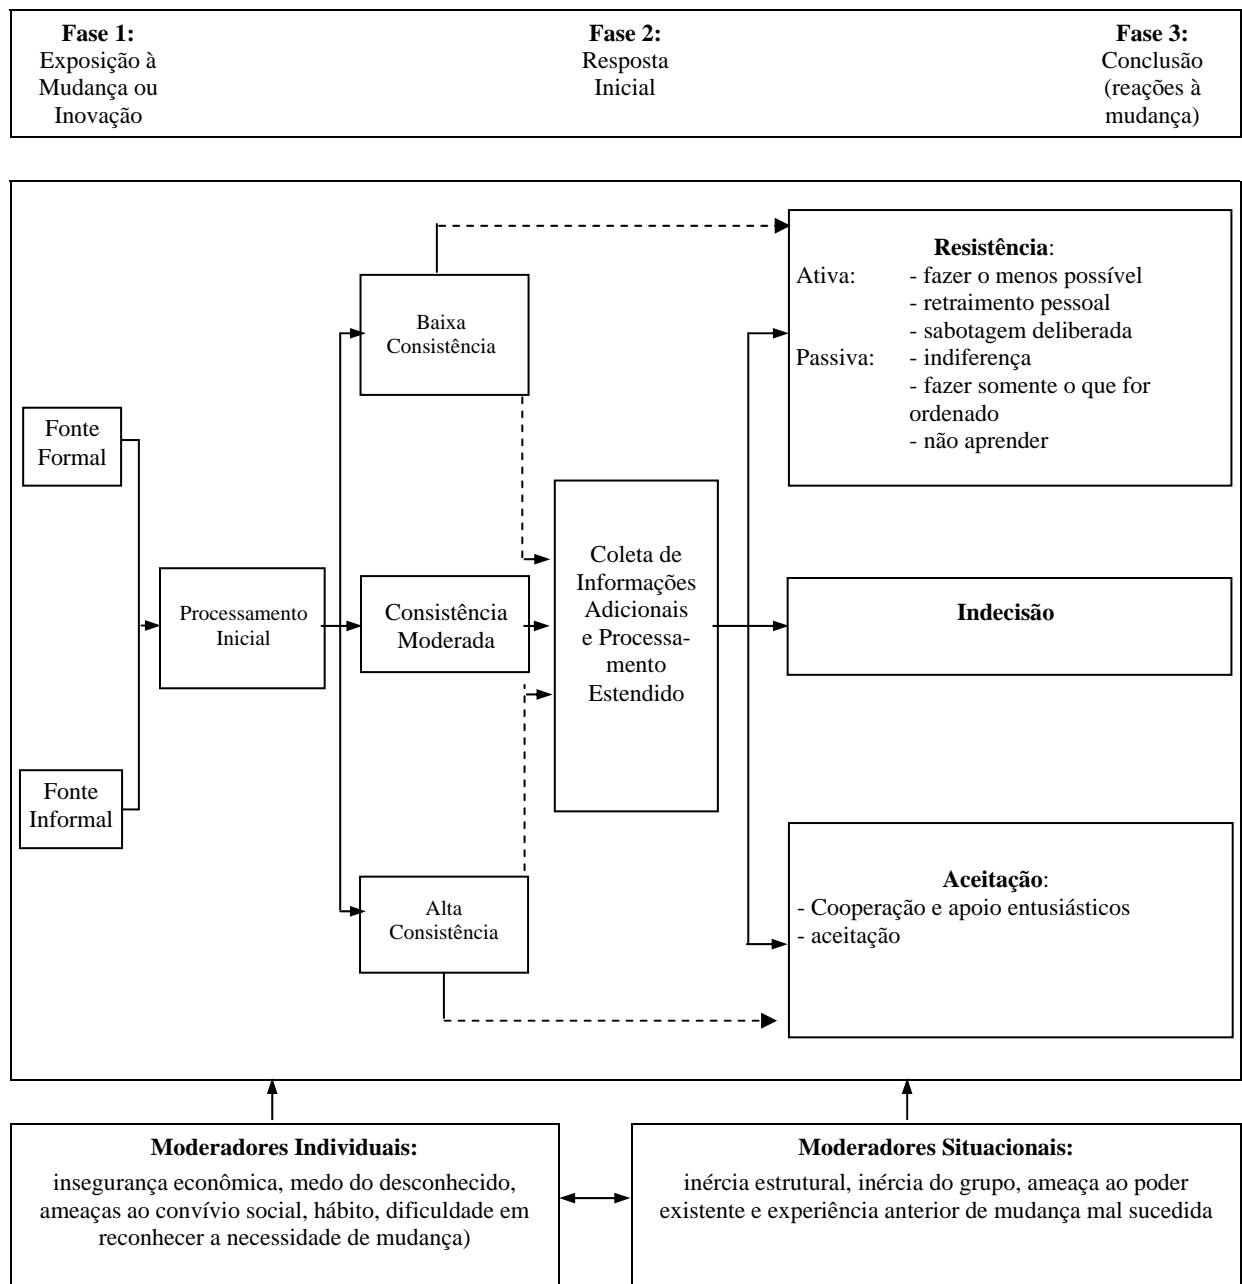 Fase 1:
Exposição à
Mudança ou
Inovação
Fase 2:
Resposta
Inicial
Fase 3:
Conclusão
(reações à
mudança)
Resistência:
Ativa: - fazer o menos possível
- retraimento pessoal
- sabotagem deliberada
Passiva: - indiferença
- fazer somente o que for
ordenado
- não aprender
Baixa
Consistência
Fonte
Formal
Coleta de
Informações
Adicionais
e Processa-
mento
Estendido
Processamento
Inicial
Consistência
Moderada
Indecisão
Fonte
Informal
Alta
Consistência
Aceitação:
- Cooperação e apoio entusiásticos
- aceitação
Moderadores Individuais:
insegurança econômica, medo do desconhecido,
ameaças ao convívio social, hábito, dificuldade em
reconhecer a necessidade de mudança)
Moderadores Situacionais:
inércia estrutural, inércia do grupo, ameaça ao poder
existente e experiência anterior de mudança mal sucedida